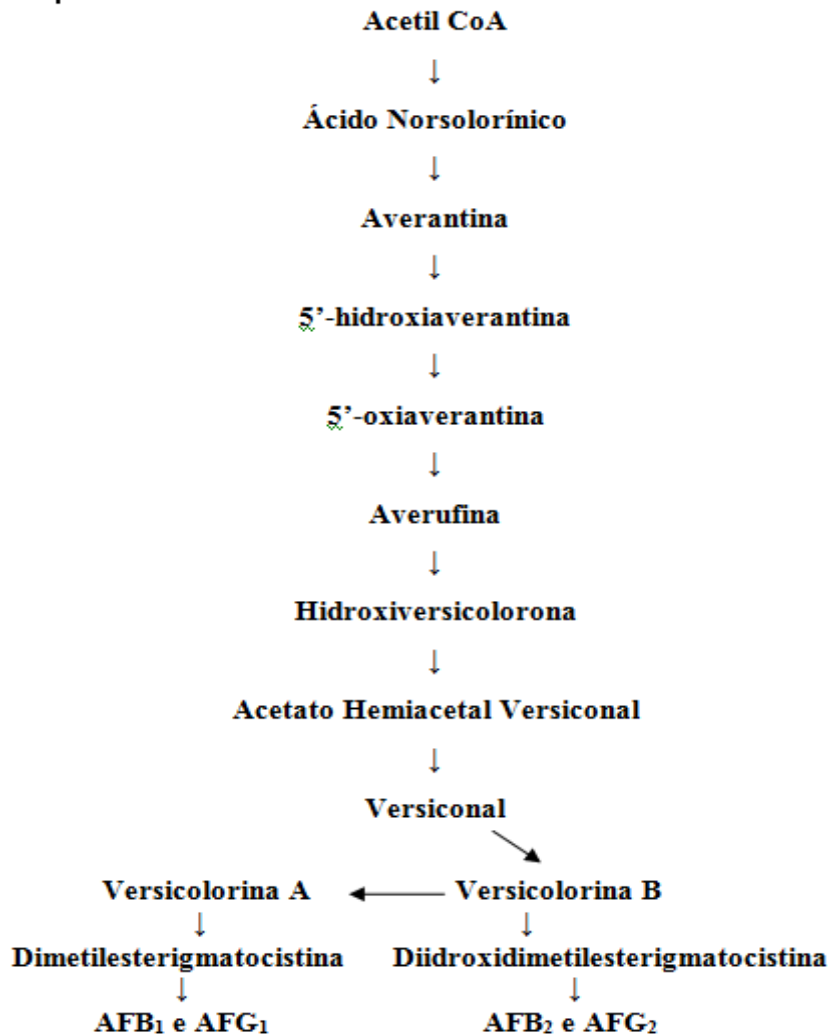 Acetil CoA
↓
Ácido Norsolorínico
↓
Averantina
↓
5’-hidroxiaverantina
↓
5’-oxiaverantina
↓
Averufina
↓
Hidroxiversicolorona
↓
Acetato Hemiacetal Versiconal
↓
Versiconal
Versicolorina A ← Versicolorina B
↓ ↓
Dimetilesterigmatocistina Diidroxidimetilesterigmatocistina
↓ ↓
AFB₁ e AFG₁ AFB₂ e AFG₂